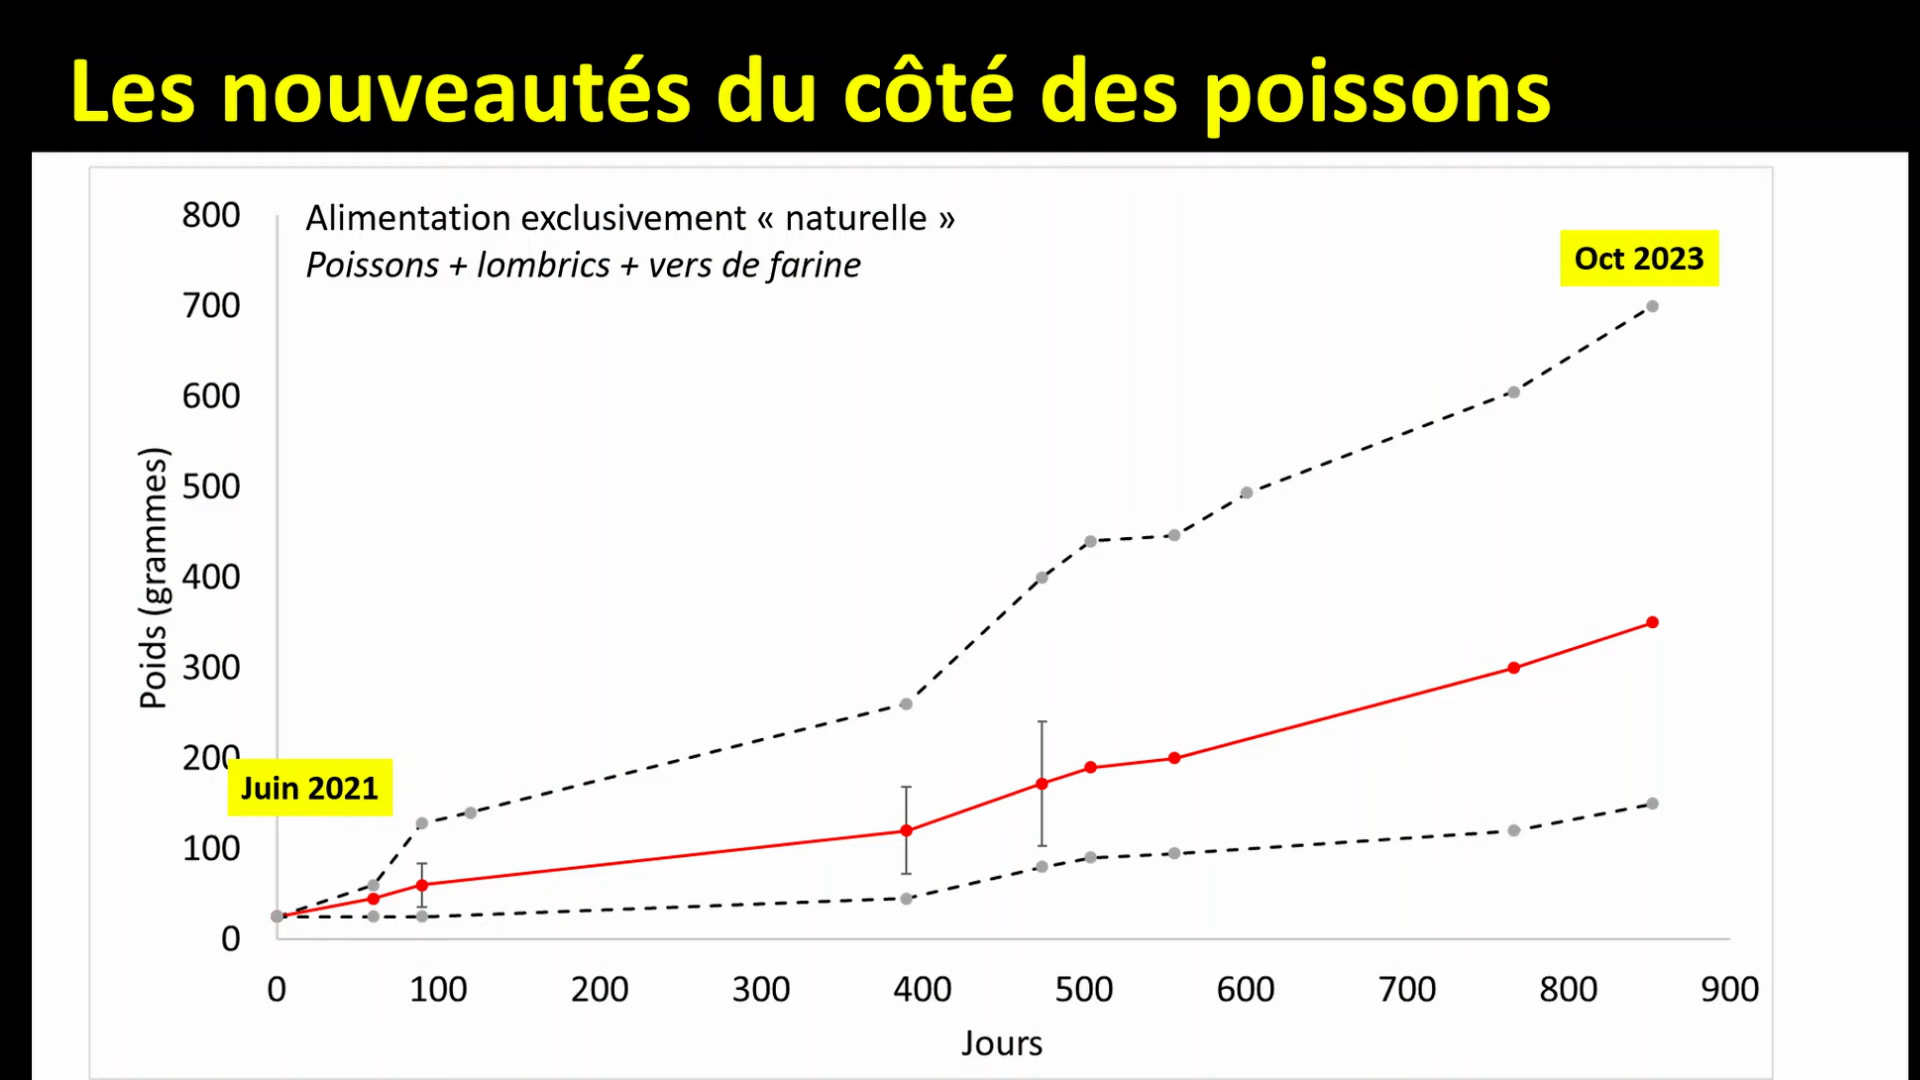 Les nouveautés du côté des poissons
Alimentation exclusivement « naturelle »
Poissons + lombrics + vers de farine
Oct 2023
Juin 2021
Poids (grammes)
800
700
600
500
400
300
200
100
0
0 100 200 300 400 500 600 700 800 900
Jours